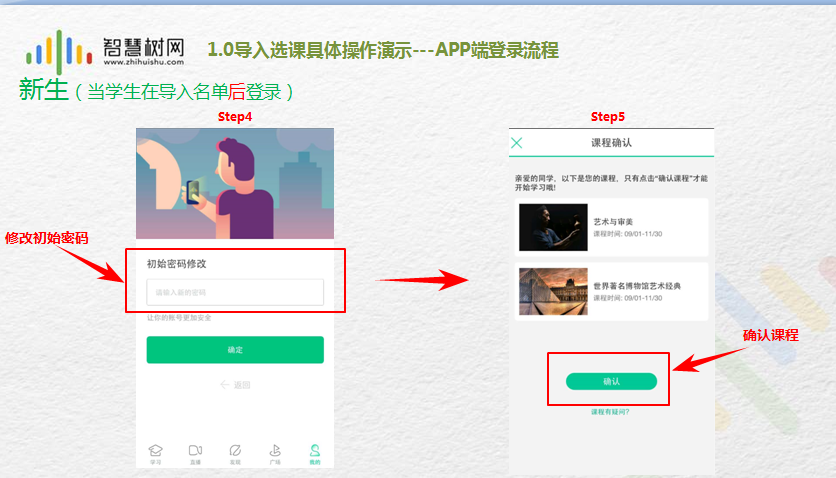 智慧树网
www.zhihuishu.com
1.0导入选课具体操作演示---APP端登录流程
新生（当学生在导入名单后登录）
Step4
修改初始密码
初始密码修改
请输入新的密码
让你的账号更加安全
确定
返回
学习
直播
发现
广场
我的
Step5
课程确认
亲爱的同学，以下是您的课程，只有点击“确认课程”才能
开始学习哦!
艺术与审美
课程时间: 09/01-11/30
世界著名博物馆艺术经典
课程时间: 09/01-11/30
确认课程
确认
课程有疑问?